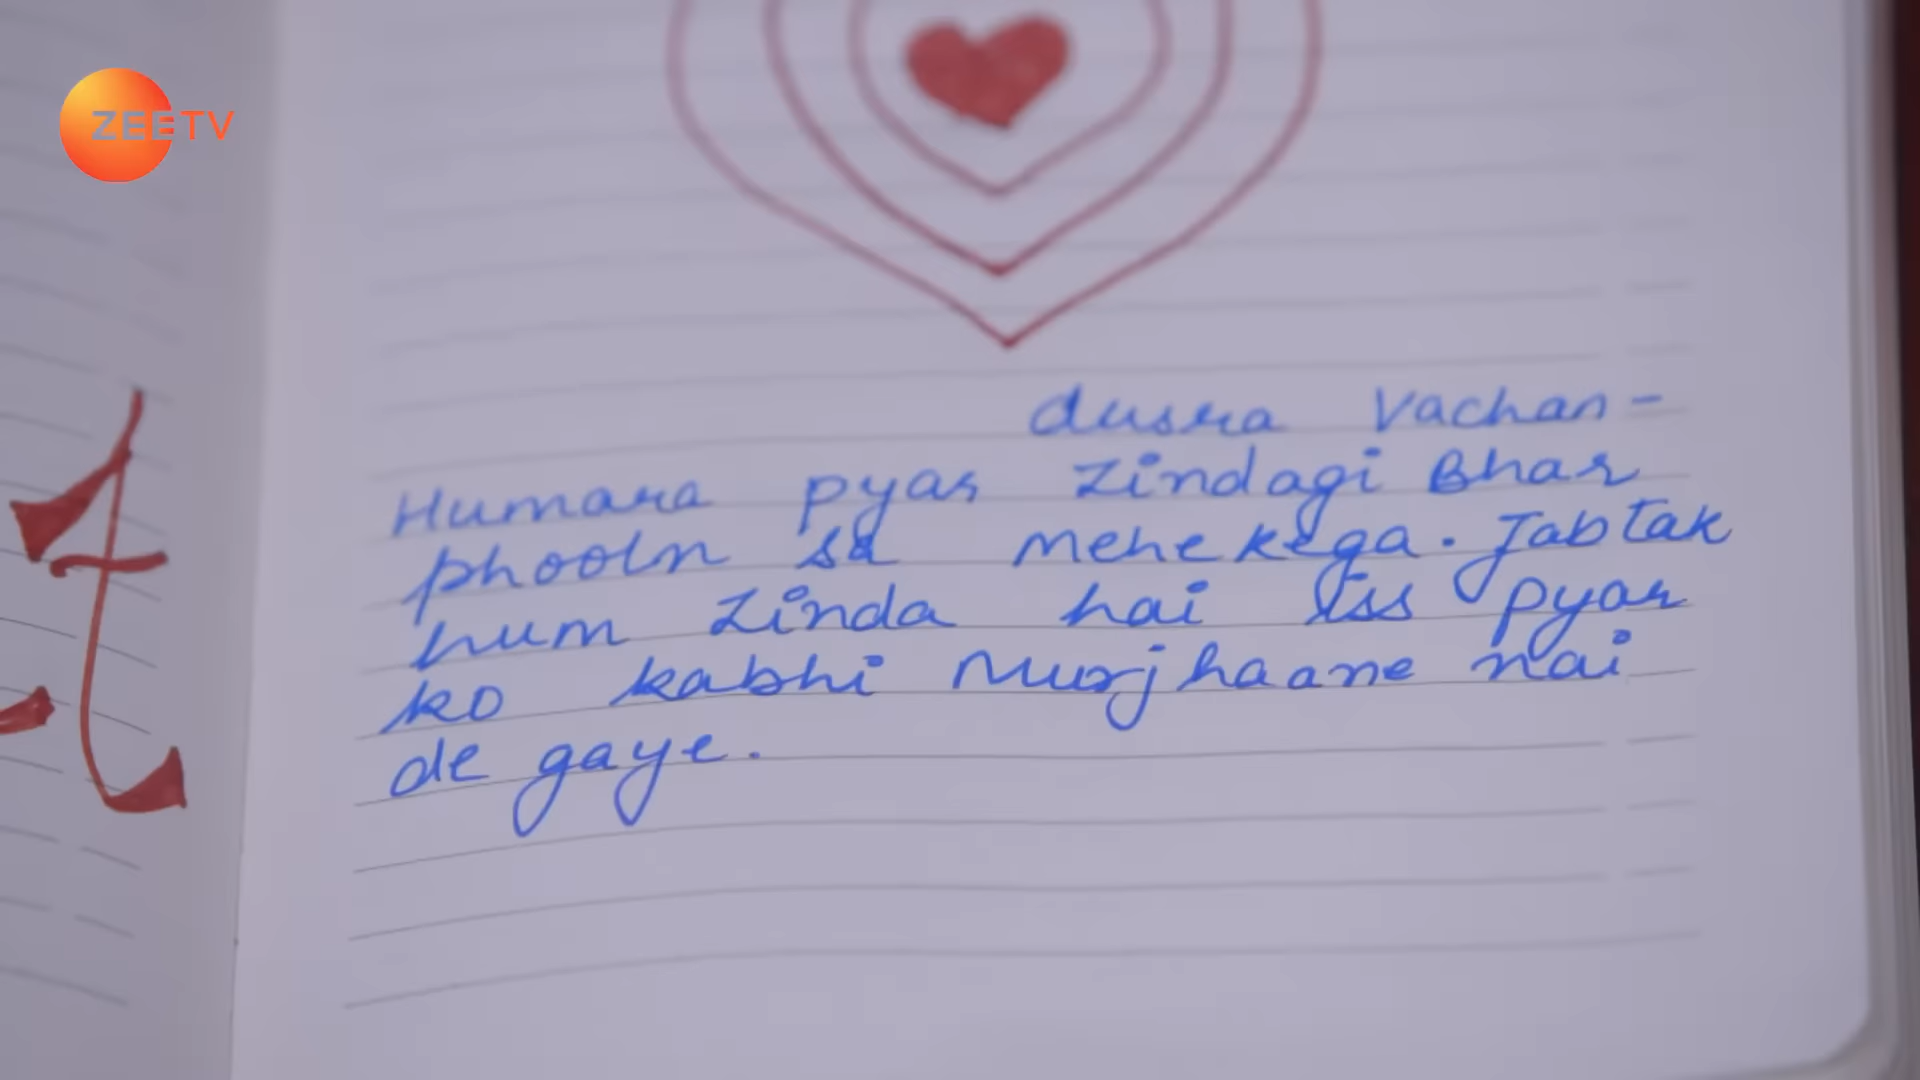 ZEETV
dusra Vachan -
Humara pyar Zindagi Bhar
phooln sa mehekega. Jabtak
hum Zinda hai iss pyar
ko kabhi Murjhaane nai
de gaye.